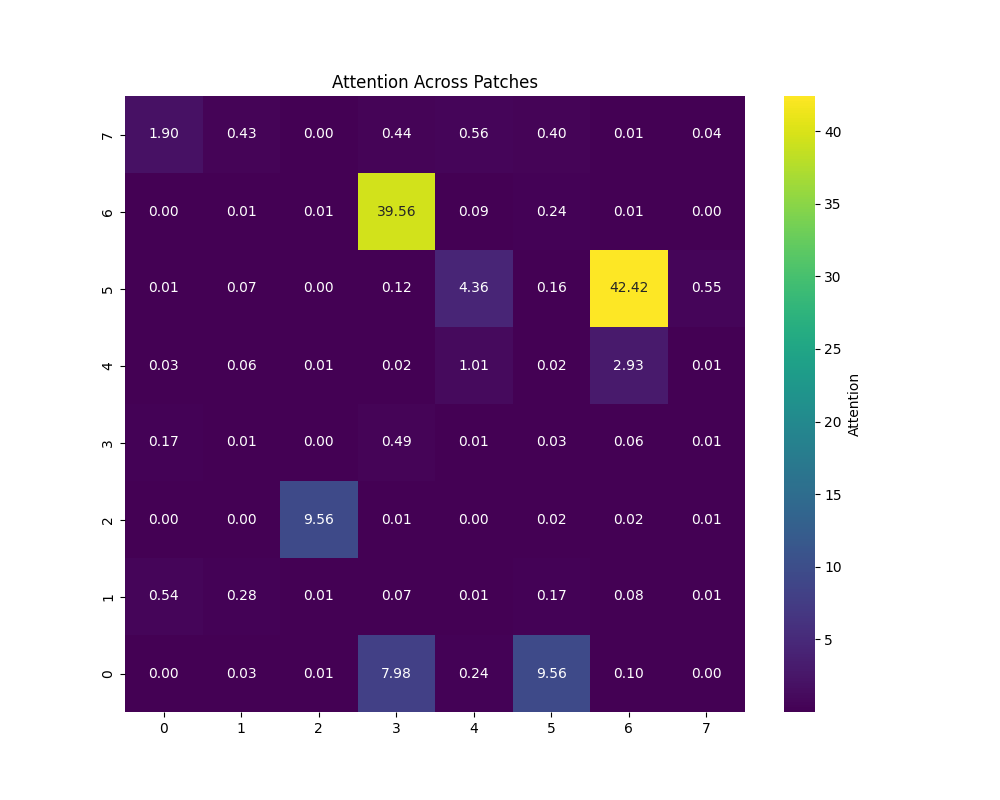 Attention Across Patches
7 1.90 0.43 0.00 0.44 0.56 0.40 0.01 0.04
6 0.00 0.01 0.01 39.56 0.09 0.24 0.01 0.00
5 0.01 0.07 0.00 0.12 4.36 0.16 42.42 0.55
4 0.03 0.06 0.01 0.02 1.01 0.02 2.93 0.01
3 0.17 0.01 0.00 0.49 0.01 0.03 0.06 0.01
2 0.00 0.00 9.56 0.01 0.00 0.02 0.02 0.01
1 0.54 0.28 0.01 0.07 0.01 0.17 0.08 0.01
0 0.00 0.03 0.01 7.98 0.24 9.56 0.10 0.00
0 1 2 3 4 5 6 7
40
35
30
25
20
15
10
5
Attention